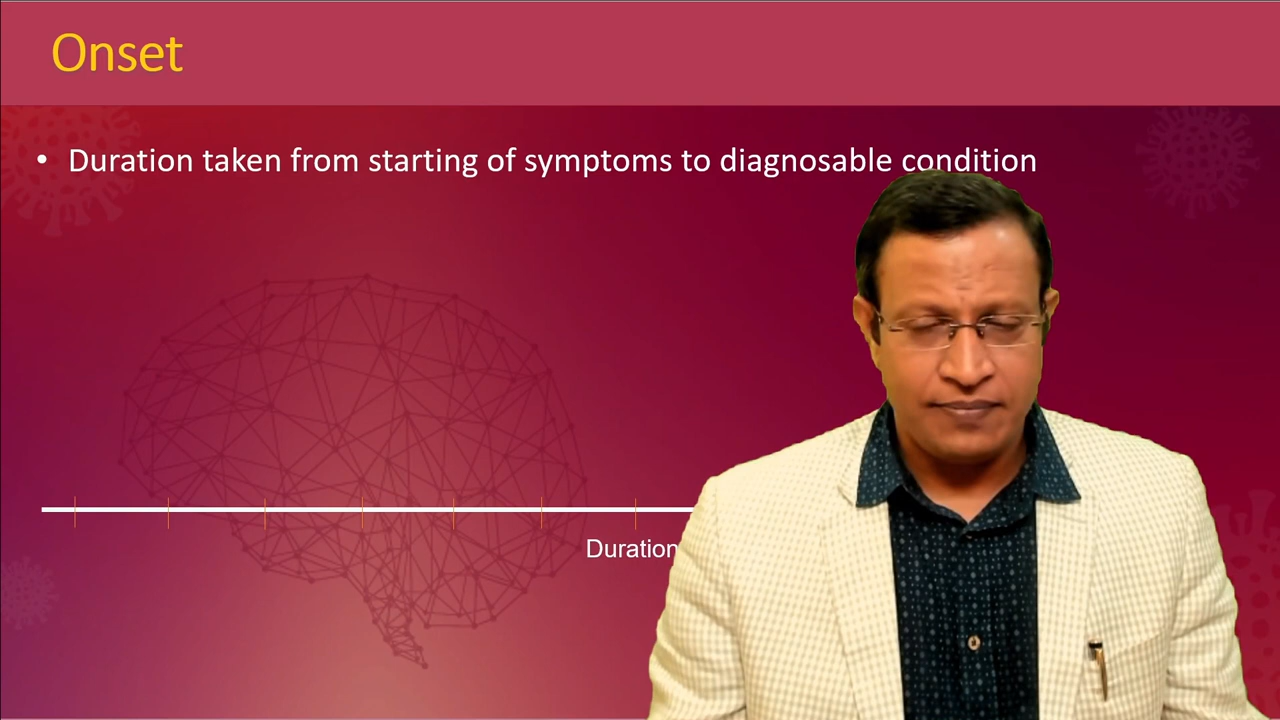 Onset
• Duration taken from starting of symptoms to diagnosable condition
Duration